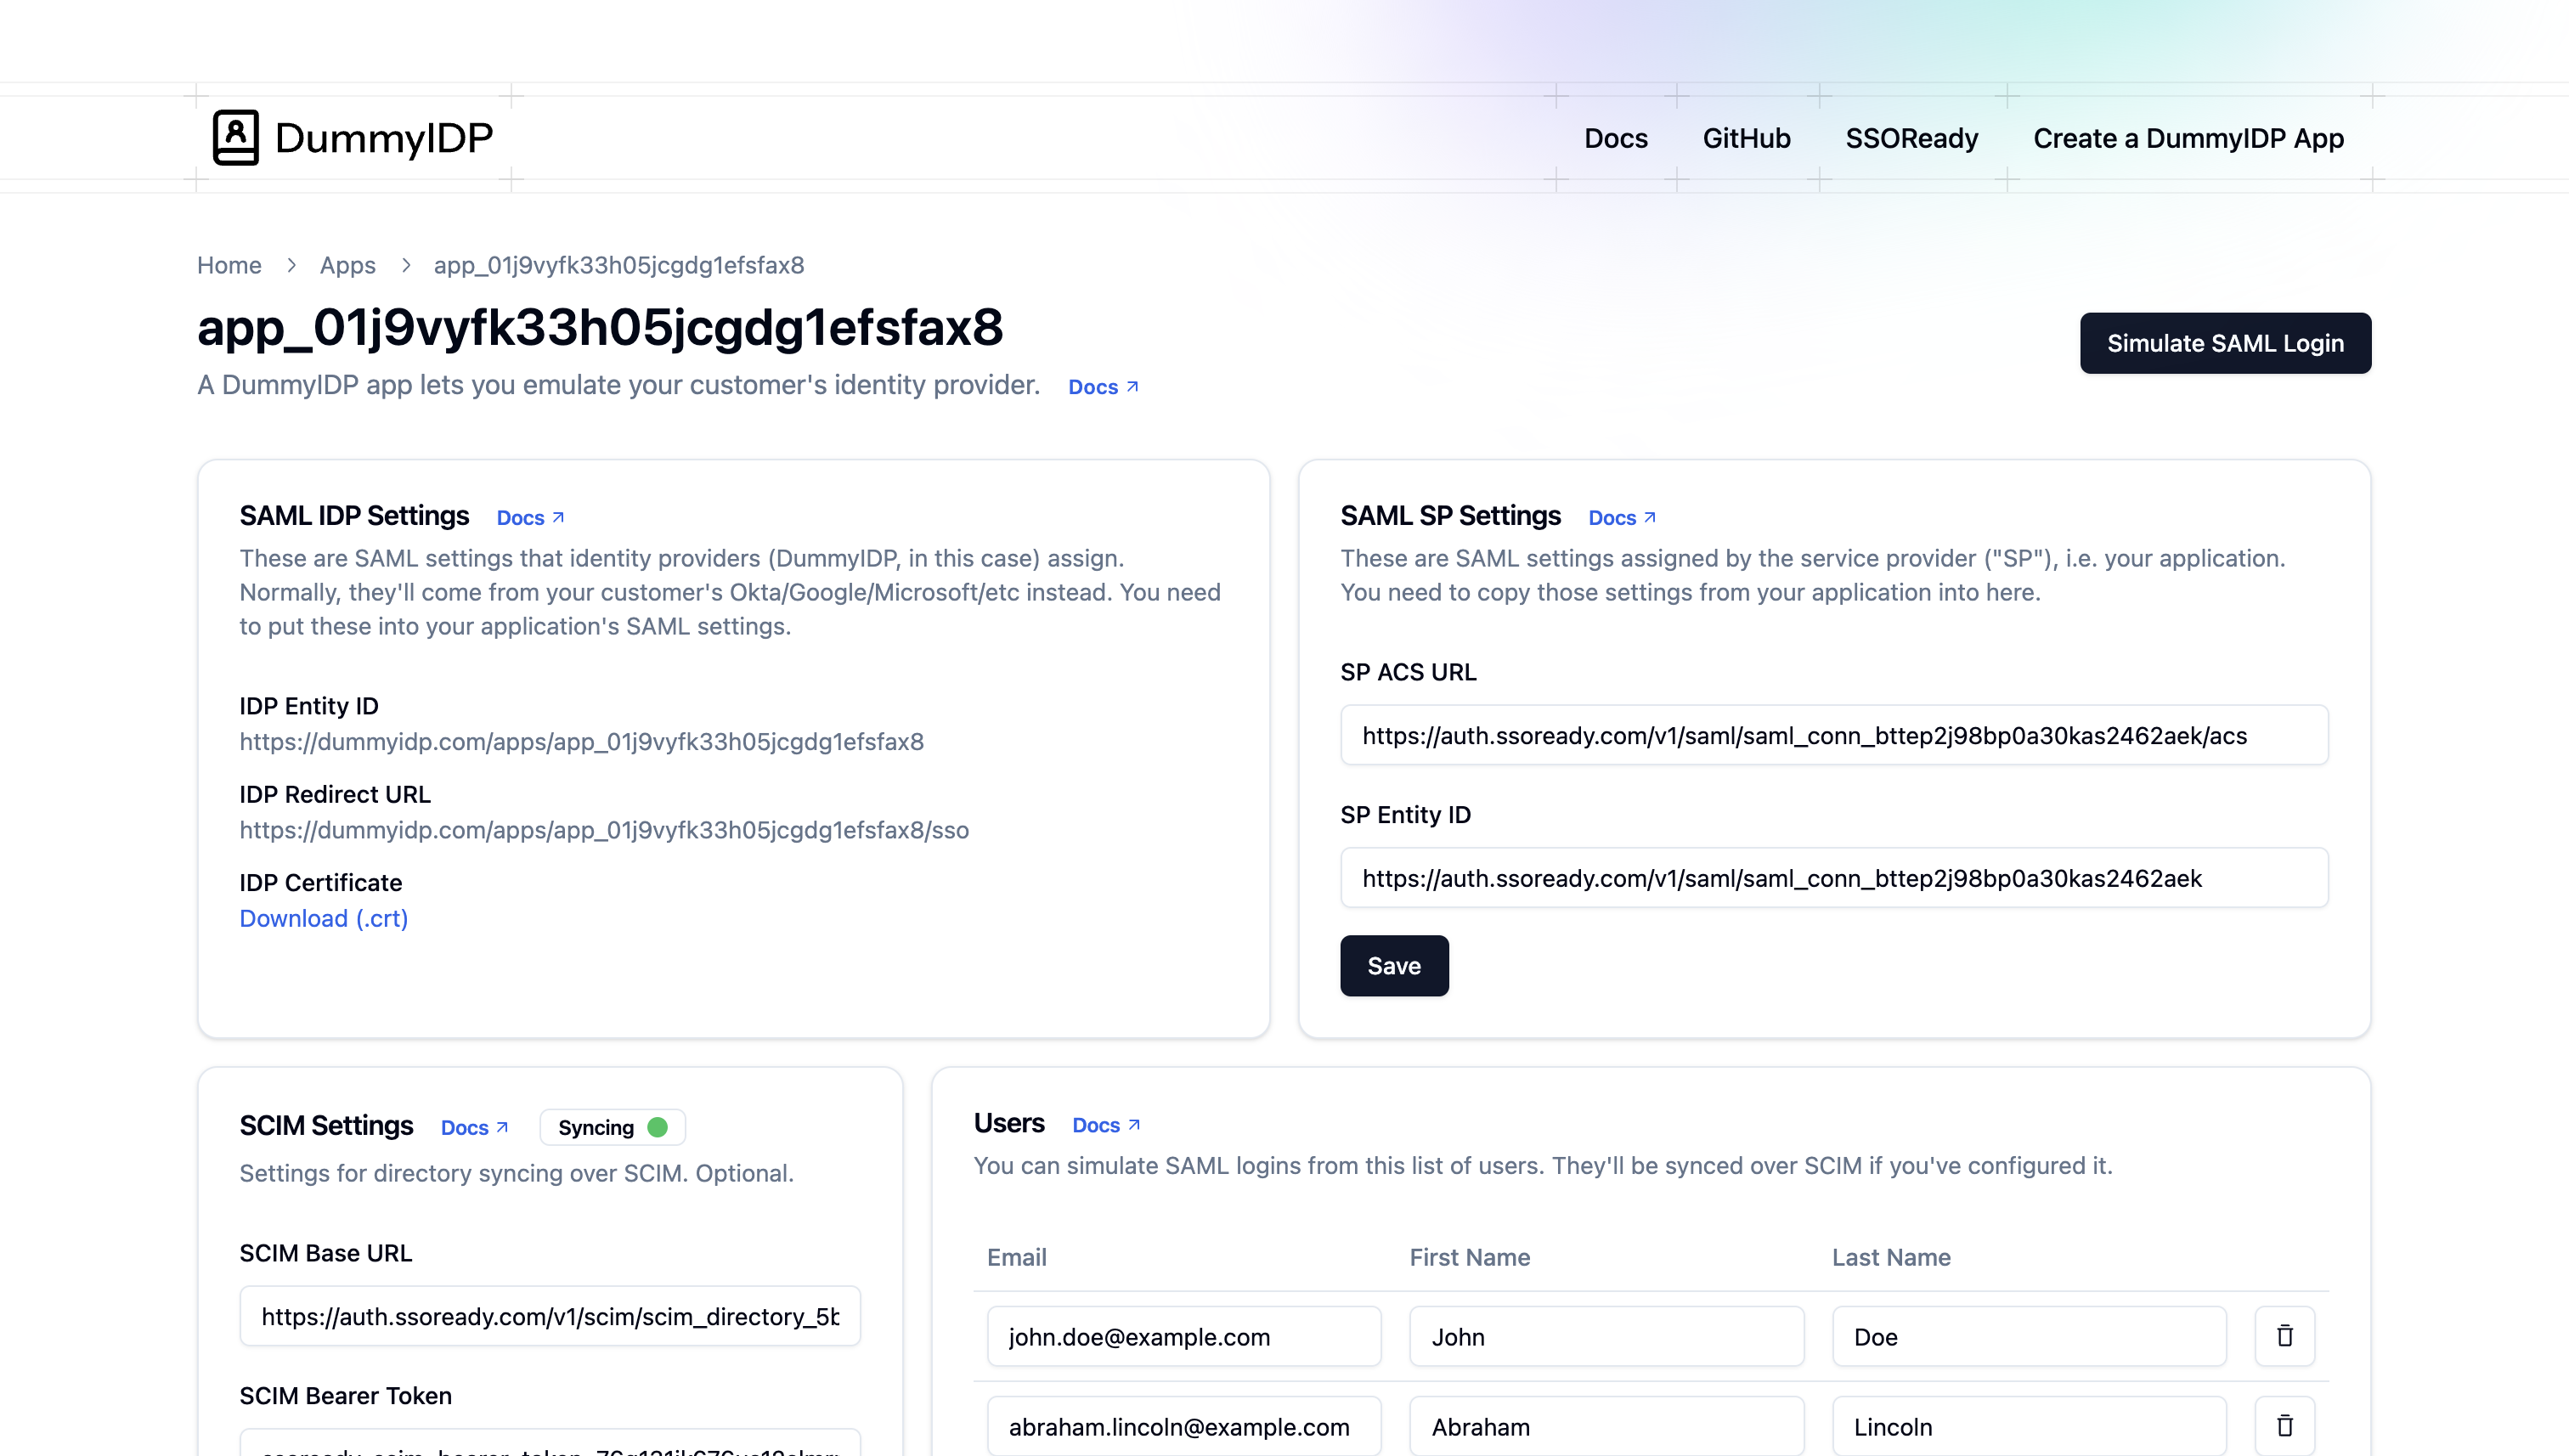 DummyIDP
Docs
GitHub
SSOReady
Create a DummyIDP App
Home
Apps
app_01j9vyfk33h05jcgdg1efsfax8
app_01j9vyfk33h05jcgdg1efsfax8
A DummyIDP app lets you emulate your customer's identity provider. Docs
Simulate SAML Login
SAML IDP Settings Docs
These are SAML settings that identity providers (DummyIDP, in this case) assign.
Normally, they'll come from your customer's Okta/Google/Microsoft/etc instead. You need
to put these into your application's SAML settings.
IDP Entity ID
https://dummyidp.com/apps/app_01j9vyfk33h05jcgdg1efsfax8
IDP Redirect URL
https://dummyidp.com/apps/app_01j9vyfk33h05jcgdg1efsfax8/sso
IDP Certificate
Download (.crt)
SAML SP Settings Docs
These are SAML settings assigned by the service provider ("SP"), i.e. your application.
You need to copy those settings from your application into here.
SP ACS URL
https://auth.ssoready.com/v1/saml/saml_conn_bttep2j98bp0a30kas2462aek/acs
SP Entity ID
https://auth.ssoready.com/v1/saml/saml_conn_bttep2j98bp0a30kas2462aek
Save
SCIM Settings Docs Syncing
Settings for directory syncing over SCIM. Optional.
SCIM Base URL
https://auth.ssoready.com/v1/scim/scim_directory_5b
SCIM Bearer Token
Users Docs
You can simulate SAML logins from this list of users. They'll be synced over SCIM if you've configured it.
Email First Name Last Name
john.doe@example.com John Doe
abraham.lincoln@example.com Abraham Lincoln